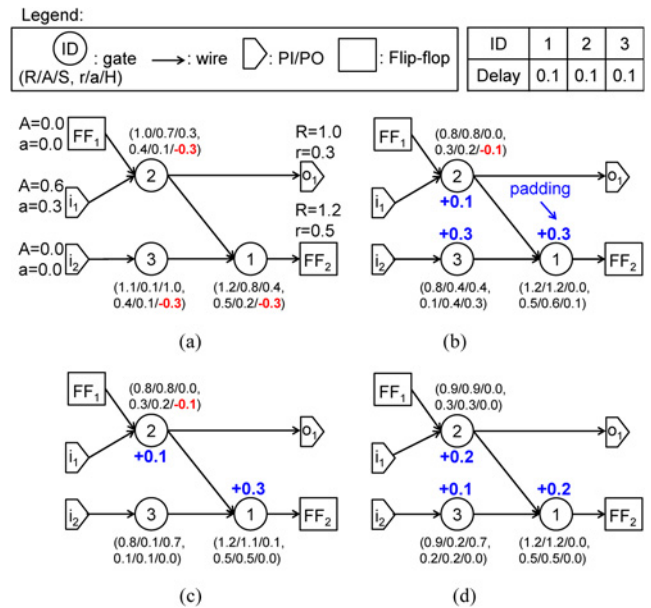 Legend:
ID : gate → : wire : PI/PO : Flip-flop
(R/A/S, r/a/H)
ID 1 2 3
Delay 0.1 0.1 0.1
A=0.0
a=0.0
FF1
(1.0/0.7/0.3,
0.4/0.1/-0.3)
R=1.0
r=0.3
2
o1
A=0.6
a=0.3
i1
R=1.2
r=0.5
A=0.0
a=0.0
i2
3
1
FF2
(1.1/0.1/1.0,
0.4/0.1/-0.3)
(1.2/0.8/0.4,
0.5/0.2/-0.3)
(a)
FF1
(0.8/0.8/0.0,
0.3/0.2/-0.1)
2
+0.1
o1
i1
padding
+0.3
+0.3
i2
3
1
FF2
(0.8/0.4/0.4,
0.1/0.4/0.3)
(1.2/1.2/0.0,
0.5/0.6/0.1)
(b)
FF1
(0.8/0.8/0.0,
0.3/0.2/-0.1)
2
+0.1
o1
i1
+0.3
i2
3
1
FF2
(0.8/0.1/0.7,
0.1/0.1/0.0)
(1.2/1.1/0.1,
0.5/0.5/0.0)
(c)
FF1
(0.9/0.9/0.0,
0.3/0.3/0.0)
2
+0.2
o1
i1
+0.1
+0.2
i2
3
1
FF2
(0.9/0.2/0.7,
0.2/0.2/0.0)
(1.2/1.2/0.0,
0.5/0.5/0.0)
(d)